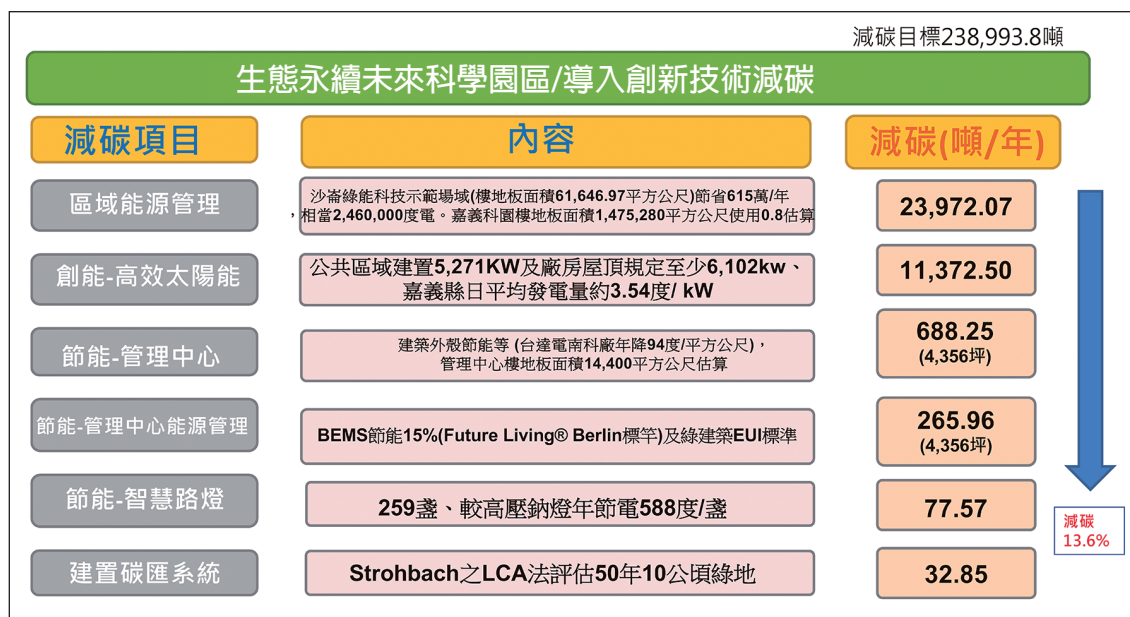 減碳目標238,993.8噸
生態永續未來科學園區/導入創新技術減碳
減碳項目
內容
減碳(噸/年)
區域能源管理
沙崙綠能科技示範場域(樓地板面積61,646.97平方公尺)節省615萬/年
，相當2,460,000度電。嘉義科園樓地板面積1,475,280平方公尺使用0.8估算
23,972.07
創能-高效太陽能
公共區域建置5,271KW及廠房屋頂規定至少6,102kw、
嘉義縣日平均發電量約3.54度/ kW
11,372.50
節能-管理中心
建築外殼節能等 (台達電南科廠年降94度/平方公尺)，
管理中心樓地板面積14,400平方公尺估算
688.25
(4,356坪)
節能-管理中心能源管理
BEMS節能15%(Future Living® Berlin標竿)及綠建築EUI標準
265.96
(4,356坪)
節能-智慧路燈
259盞、較高壓鈉燈年節電588度/盞
77.57
減碳
13.6%
建置碳匯系統
Strohbach之LCA法評估50年10公頃綠地
32.85